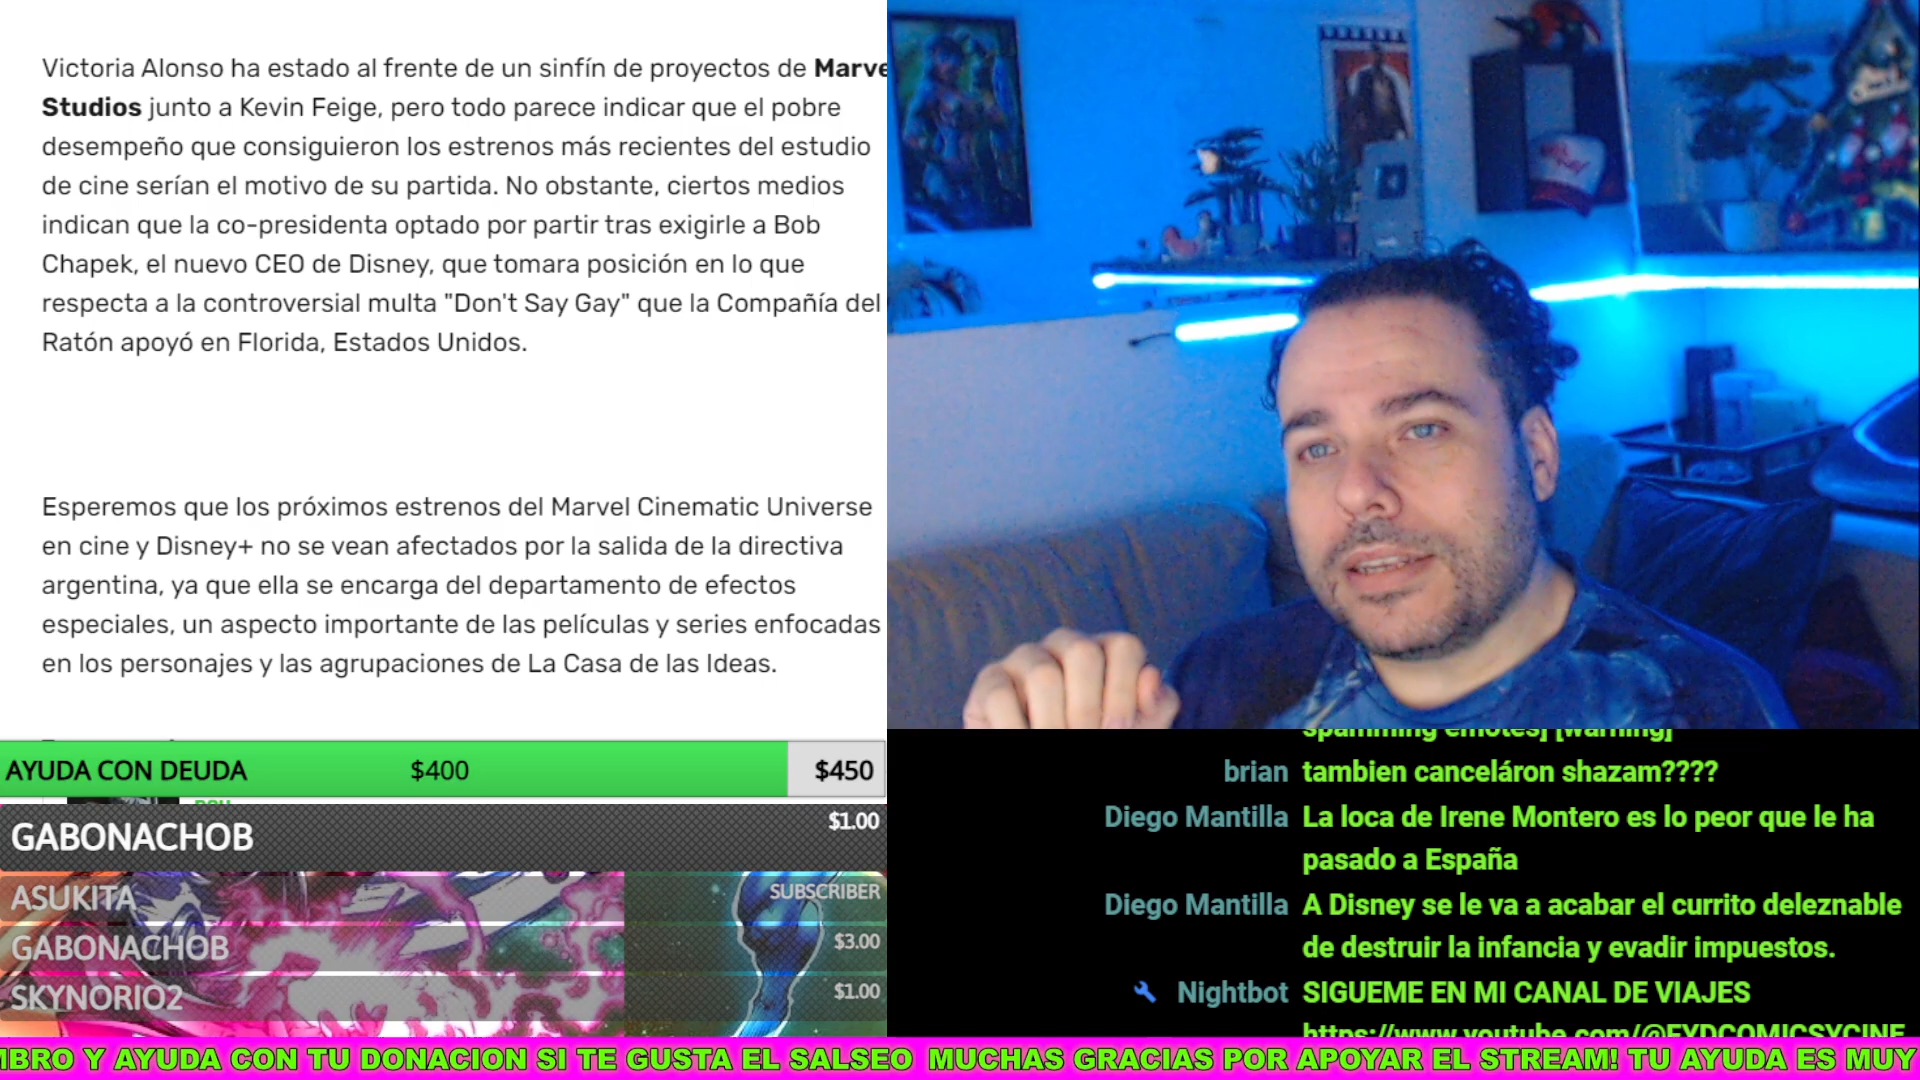 Victoria Alonso ha estado al frente de un sinfín de proyectos de Marve
Studios junto a Kevin Feige, pero todo parece indicar que el pobre
desempeño que consiguieron los estrenos más recientes del estudio
de cine serían el motivo de su partida. No obstante, ciertos medios
indican que la co-presidenta optado por partir tras exigirle a Bob
Chapek, el nuevo CEO de Disney, que tomara posición en lo que
respecta a la controversial multa "Don't Say Gay" que la Compañía del
Ratón apoyó en Florida, Estados Unidos.
Esperemos que los próximos estrenos del Marvel Cinematic Universe
en cine y Disney+ no se vean afectados por la salida de la directiva
argentina, ya que ella se encarga del departamento de efectos
especiales, un aspecto importante de las películas y series enfocadas
en los personajes y las agrupaciones de La Casa de las Ideas.
AYUDA CON DEUDA $400 $450
GABONACHOB $1.00
ASUKITA SUBSCRIBER
GABONACHOB $3.00
SKYNORIO2 $1.00
spamming emotes] [warning]
brian tambien canceláron shazam????
Diego Mantilla La loca de Irene Montero es lo peor que le ha
pasado a España
Diego Mantilla A Disney se le va a acabar el currito deleznable
de destruir la infancia y evadir impuestos.
Nightbot SIGUEME EN MI CANAL DE VIAJES
https://www.youtube.com/@FYDCOMICSYCINE
MBRO Y AYUDA CON TU DONACION SI TE GUSTA EL SALSEO MUCHAS GRACIAS POR APOYAR EL STREAM! TU AYUDA ES MUY